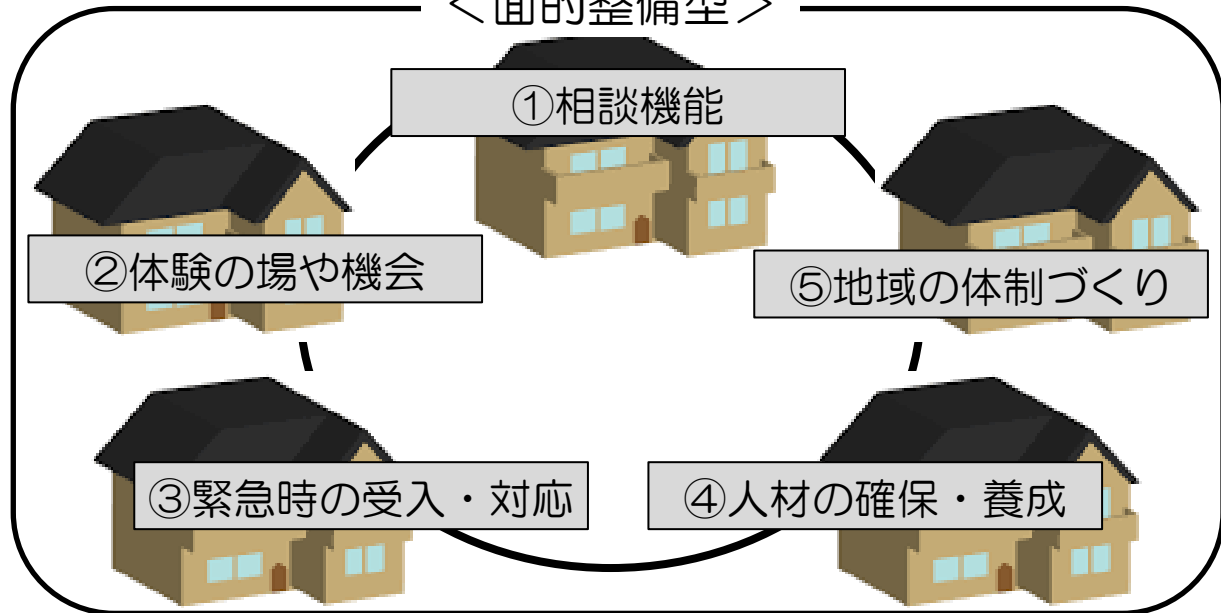 ＜面的整備型＞
①相談機能
②体験の場や機会
⑤地域の体制づくり
③緊急時の受入・対応
④人材の確保・養成